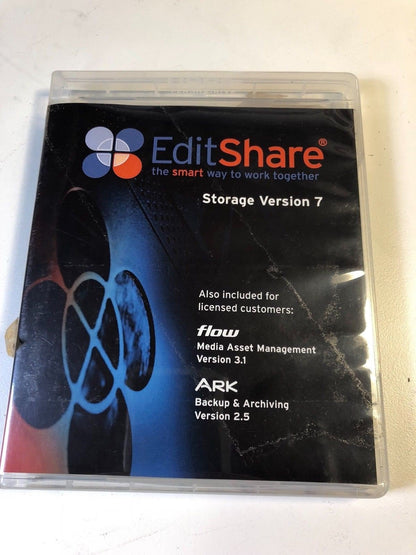 EditShare®
the smart way to work together
Storage Version 7
Also included for
licensed customers:
flow
Media Asset Management
Version 3.1
ARK
Backup & Archiving
Version 2.5